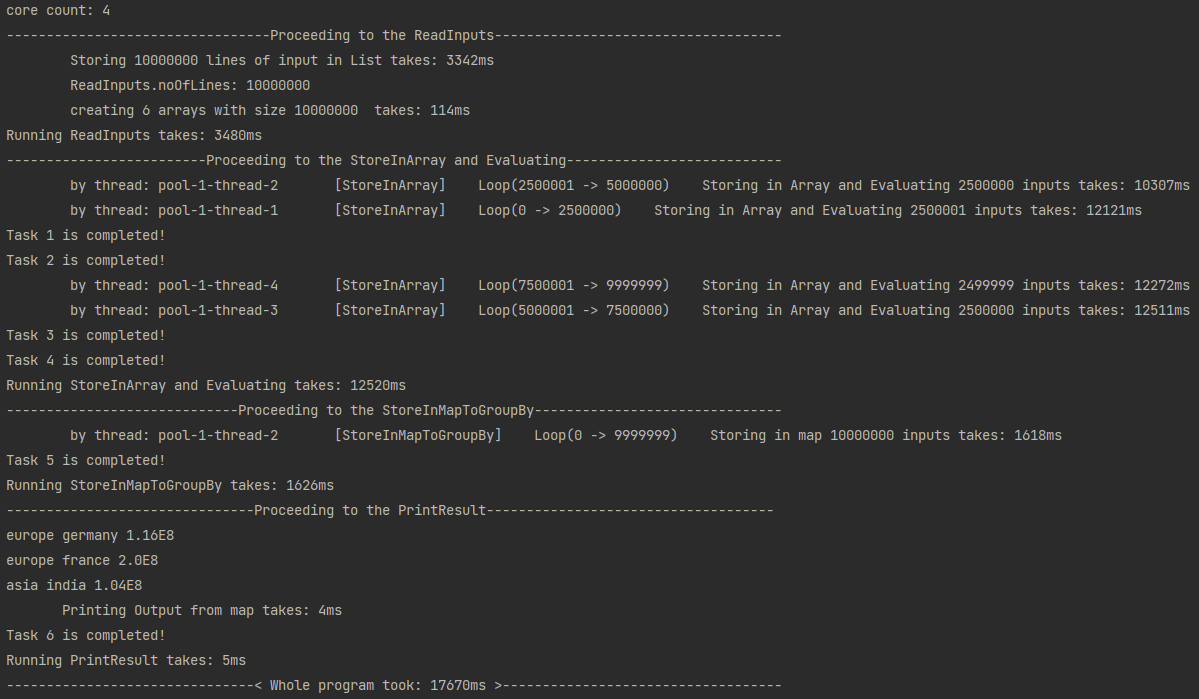 core count: 4
---------------------------------Proceeding to the ReadInputs------------------------------------
Storing 10000000 lines of input in List takes: 3342ms
ReadInputs.noOfLines: 10000000
creating 6 arrays with size 10000000  takes: 114ms
Running ReadInputs takes: 3480ms
-------------------------Proceeding to the StoreInArray and Evaluating---------------------------
by thread: pool-1-thread-2       [StoreInArray]    Loop(2500001 -> 5000000)    Storing in Array and Evaluating 2500000 inputs takes: 10307ms
by thread: pool-1-thread-1       [StoreInArray]    Loop(0 -> 2500000)    Storing in Array and Evaluating 2500001 inputs takes: 12121ms
Task 1 is completed!
Task 2 is completed!
by thread: pool-1-thread-4       [StoreInArray]    Loop(7500001 -> 9999999)    Storing in Array and Evaluating 2499999 inputs takes: 12272ms
by thread: pool-1-thread-3       [StoreInArray]    Loop(5000001 -> 7500000)    Storing in Array and Evaluating 2500000 inputs takes: 12511ms
Task 3 is completed!
Task 4 is completed!
Running StoreInArray and Evaluating takes: 12520ms
-----------------------------Proceeding to the StoreInMapToGroupBy-------------------------------
by thread: pool-1-thread-2       [StoreInMapToGroupBy]    Loop(0 -> 9999999)    Storing in map 10000000 inputs takes: 1618ms
Task 5 is completed!
Running StoreInMapToGroupBy takes: 1626ms
-------------------------------Proceeding to the PrintResult------------------------------------
europe germany 1.16E8
europe france 2.0E8
asia india 1.04E8
Printing Output from map takes: 4ms
Task 6 is completed!
Running PrintResult takes: 5ms
-------------------------------< Whole program took: 17670ms >-----------------------------------